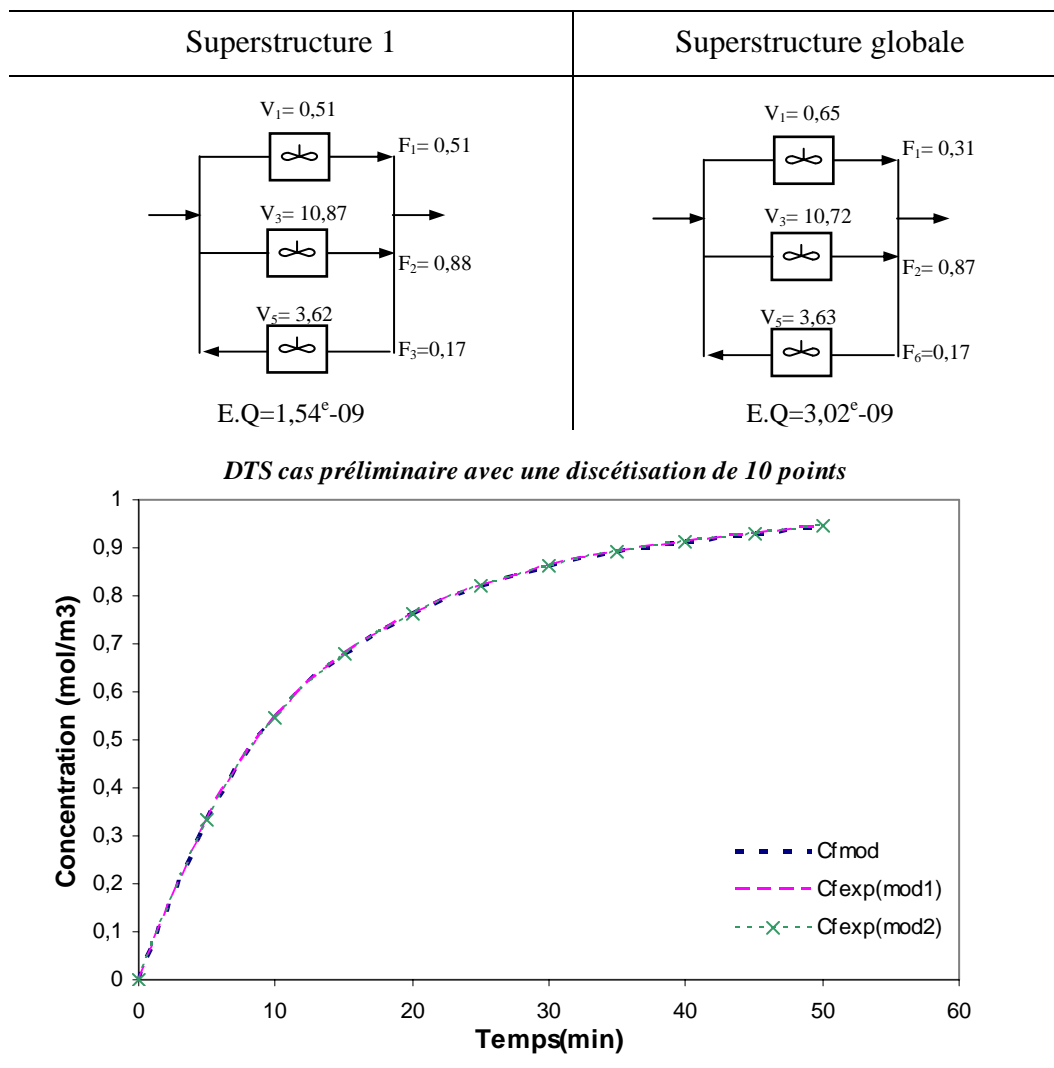 Superstructure 1
Superstructure globale
V₁= 0,51
F₁= 0,51
V₃= 10,87
F₂= 0,88
V₅= 3,62
F₃=0,17
E.Q=1,54ᵉ-09
V₁= 0,65
F₁= 0,31
V₃= 10,72
F₂= 0,87
V₅= 3,63
F₆=0,17
E.Q=3,02ᵉ-09
DTS cas préliminaire avec une discétisation de 10 points
1
0,9
0,8
0,7
0,6
0,5
0,4
0,3
0,2
0,1
0
Concentration (mol/m3)
Cfmod
Cfexp(mod1)
Cfexp(mod2)
0 10 20 30 40 50 60
Temps(min)